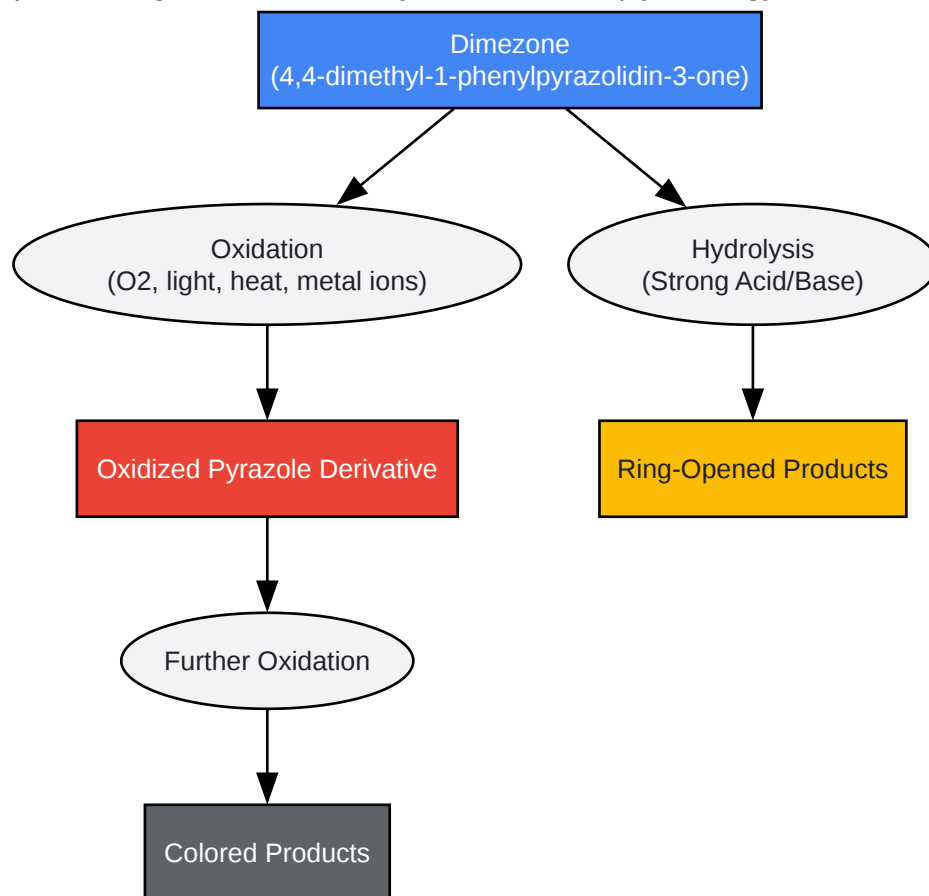 Dimezone
(4,4-dimethyl-1-phenylpyrazolidin-3-one)
Oxidation
(O2, light, heat, metal ions)
Hydrolysis
(Strong Acid/Base)
Oxidized Pyrazole Derivative
Ring-Opened Products
Further Oxidation
Colored Products